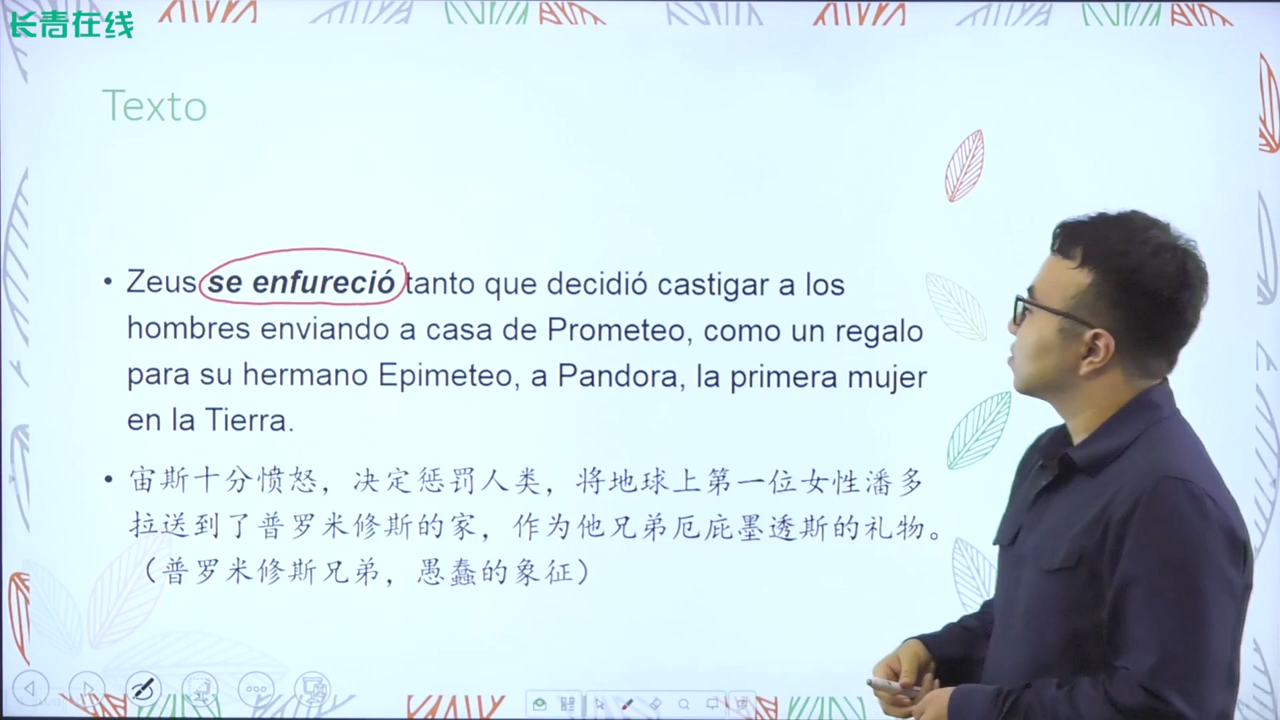 长青在线
Texto
• Zeus se enfureció tanto que decidió castigar a los
hombres enviando a casa de Prometeo, como un regalo
para su hermano Epimeteo, a Pandora, la primera mujer
en la Tierra.
• 宙斯十分愤怒，决定惩罚人类，将地球上第一位女性潘多
拉送到了普罗米修斯的家，作为他兄弟厄庇墨透斯的礼物。
（普罗米修斯兄弟，愚蠢的象征）